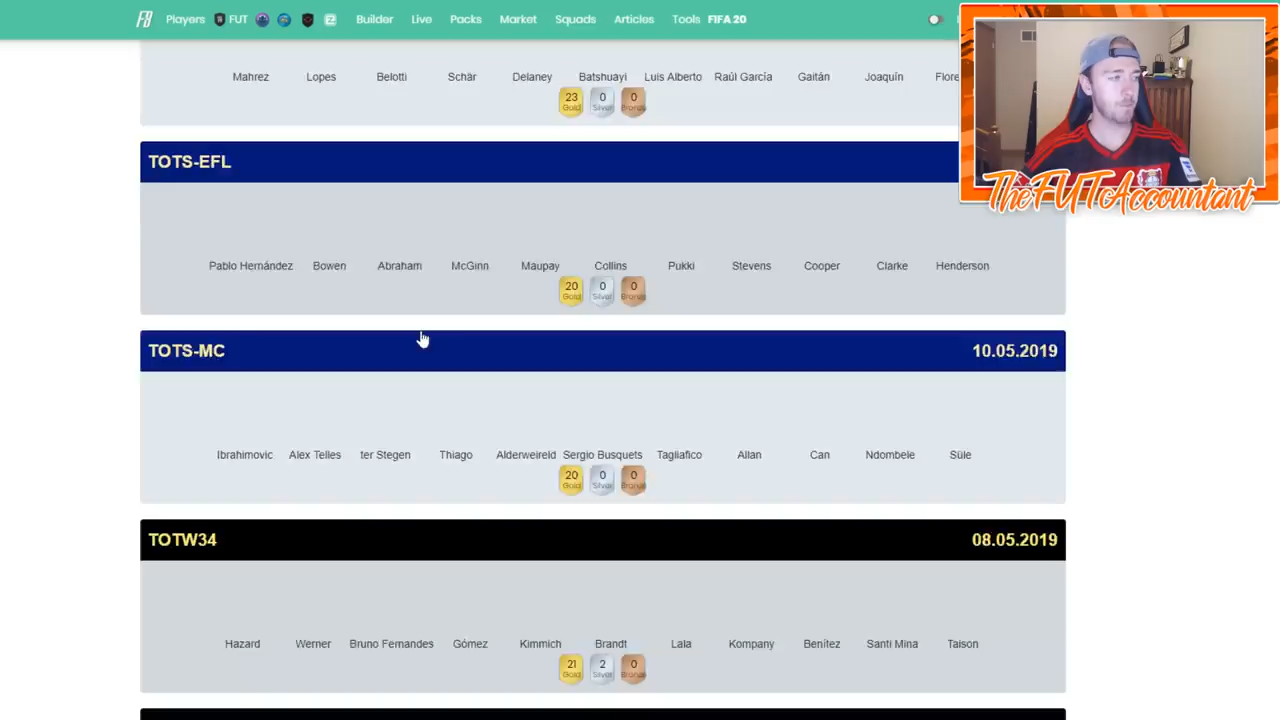 F8 Players FUT EZ Builder Live Packs Market Squads Articles Tools FIFA 20
Mahrez Lopes Belotti Schär Delaney Batshuayi Luis Alberto Raúl García Gaitán Joaquín Flore
23 0 0
Gold Silver Bronze
TOTS-EFL
Pablo Hernández Bowen Abraham McGinn Maupay Collins Pukki Stevens Cooper Clarke Henderson
20 0 0
Gold Silver Bronze
TOTS-MC 10.05.2019
Ibrahimovic Alex Telles ter Stegen Thiago Alderweireld Sergio Busquets Tagliafico Allan Can Ndombele Süle
20 0 0
Gold Silver Bronze
TOTW34 08.05.2019
Hazard Werner Bruno Fernandes Gómez Kimmich Brandt Lala Kompany Benítez Santi Mina Taison
21 2 0
Gold Silver Bronze
TheFUTAccountant